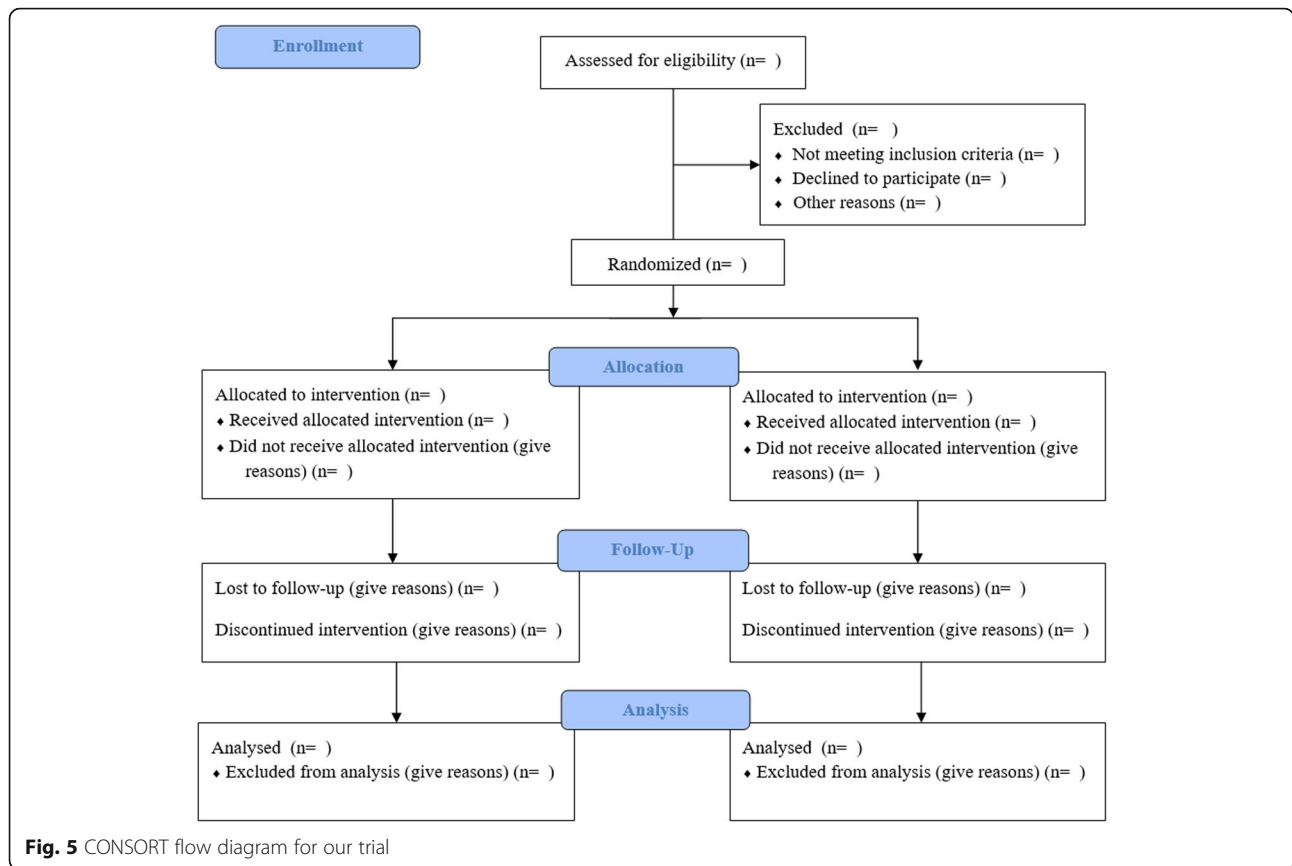 Enrollment
Assessed for eligibility (n=  )
Excluded  (n=   )
♦ Not meeting inclusion criteria (n=  )
♦ Declined to participate (n=  )
♦ Other reasons (n=  )
Randomized (n=  )
Allocation
Allocated to intervention (n=  )
♦ Received allocated intervention (n=  )
♦ Did not receive allocated intervention (give
reasons) (n=  )
Allocated to intervention (n=  )
♦ Received allocated intervention (n=  )
♦ Did not receive allocated intervention (give
reasons) (n=  )
Follow-Up
Lost to follow-up (give reasons) (n=  )
Discontinued intervention (give reasons) (n=  )
Lost to follow-up (give reasons) (n=  )
Discontinued intervention (give reasons) (n=  )
Analysis
Analysed  (n=  )
♦ Excluded from analysis (give reasons) (n=  )
Analysed  (n=  )
♦ Excluded from analysis (give reasons) (n=  )
Fig. 5 CONSORT flow diagram for our trial